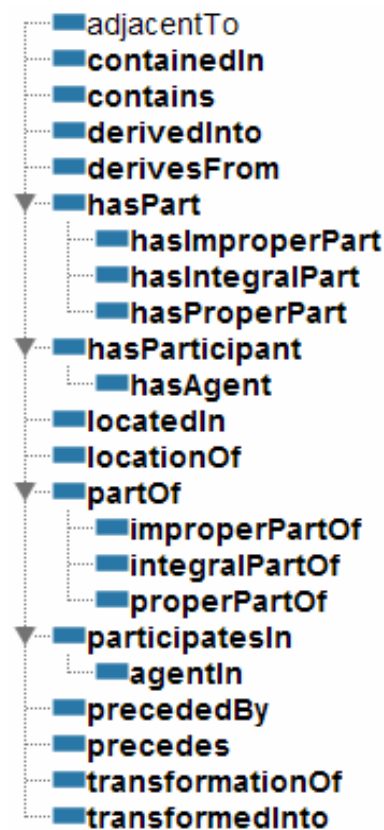 adjacentTo
containedIn
contains
derivedInto
derivesFrom
hasPart
hasImproperPart
hasIntegralPart
hasProperPart
hasParticipant
hasAgent
locatedIn
locationOf
partOf
improperPartOf
integralPartOf
properPartOf
participatesIn
agentIn
precededBy
precedes
transformationOf
transformedInto